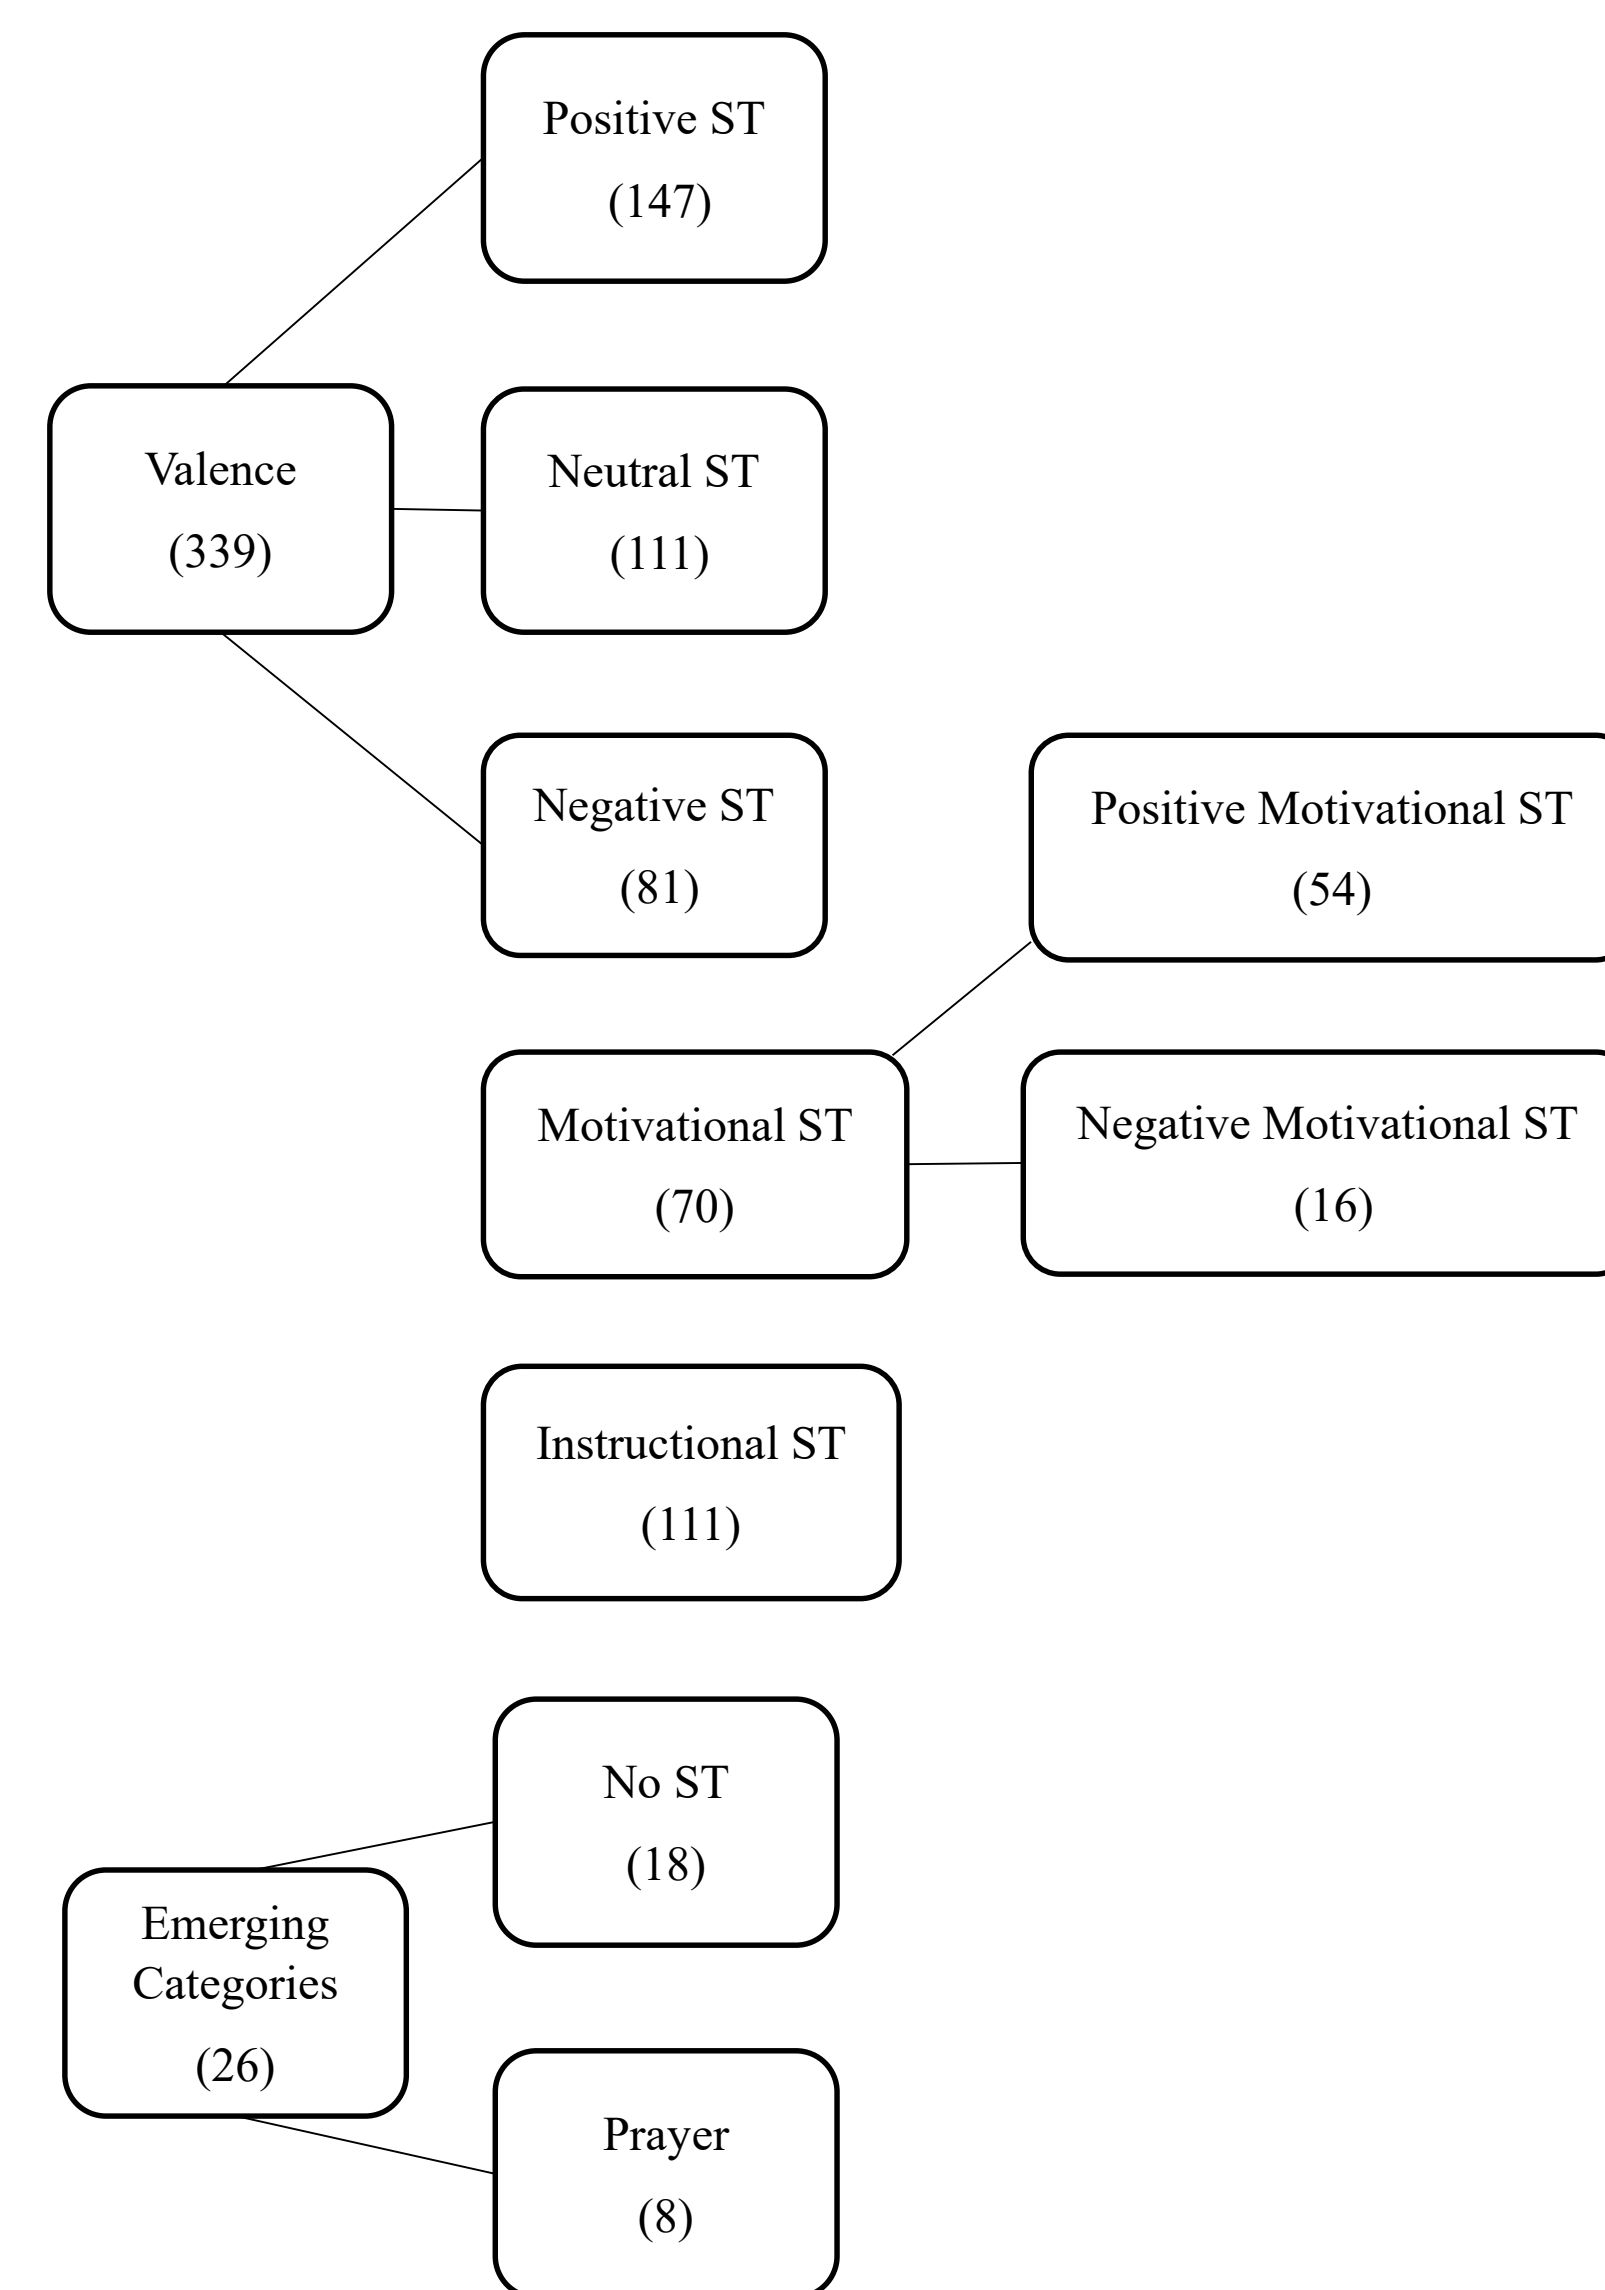 Positive ST
(147)
Valence
(339)
Neutral ST
(111)
Negative ST
(81)
Positive Motivational ST
(54)
Motivational ST
(70)
Negative Motivational ST
(16)
Instructional ST
(111)
No ST
(18)
Emerging
Categories
(26)
Prayer
(8)